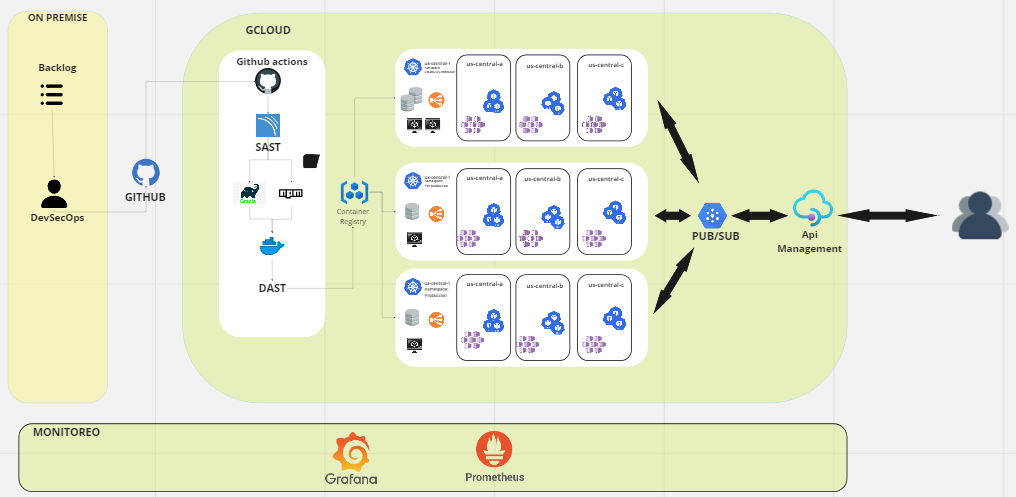 ON PREMISE
Backlog
DevSecOps
GITHUB
GCLOUD
Github actions
SAST
Gradle
npm
DAST
Container
Registry
us-central-1
namespace
us-central-a
us-central-b
us-central-c
us-central-1
namespace
Pre produccion
us-central-a
us-central-b
us-central-c
us-central-1
namespace
Produccion
us-central-a
us-central-b
us-central-c
PUB/SUB
Api
Management
MONITOREO
Grafana
Prometheus